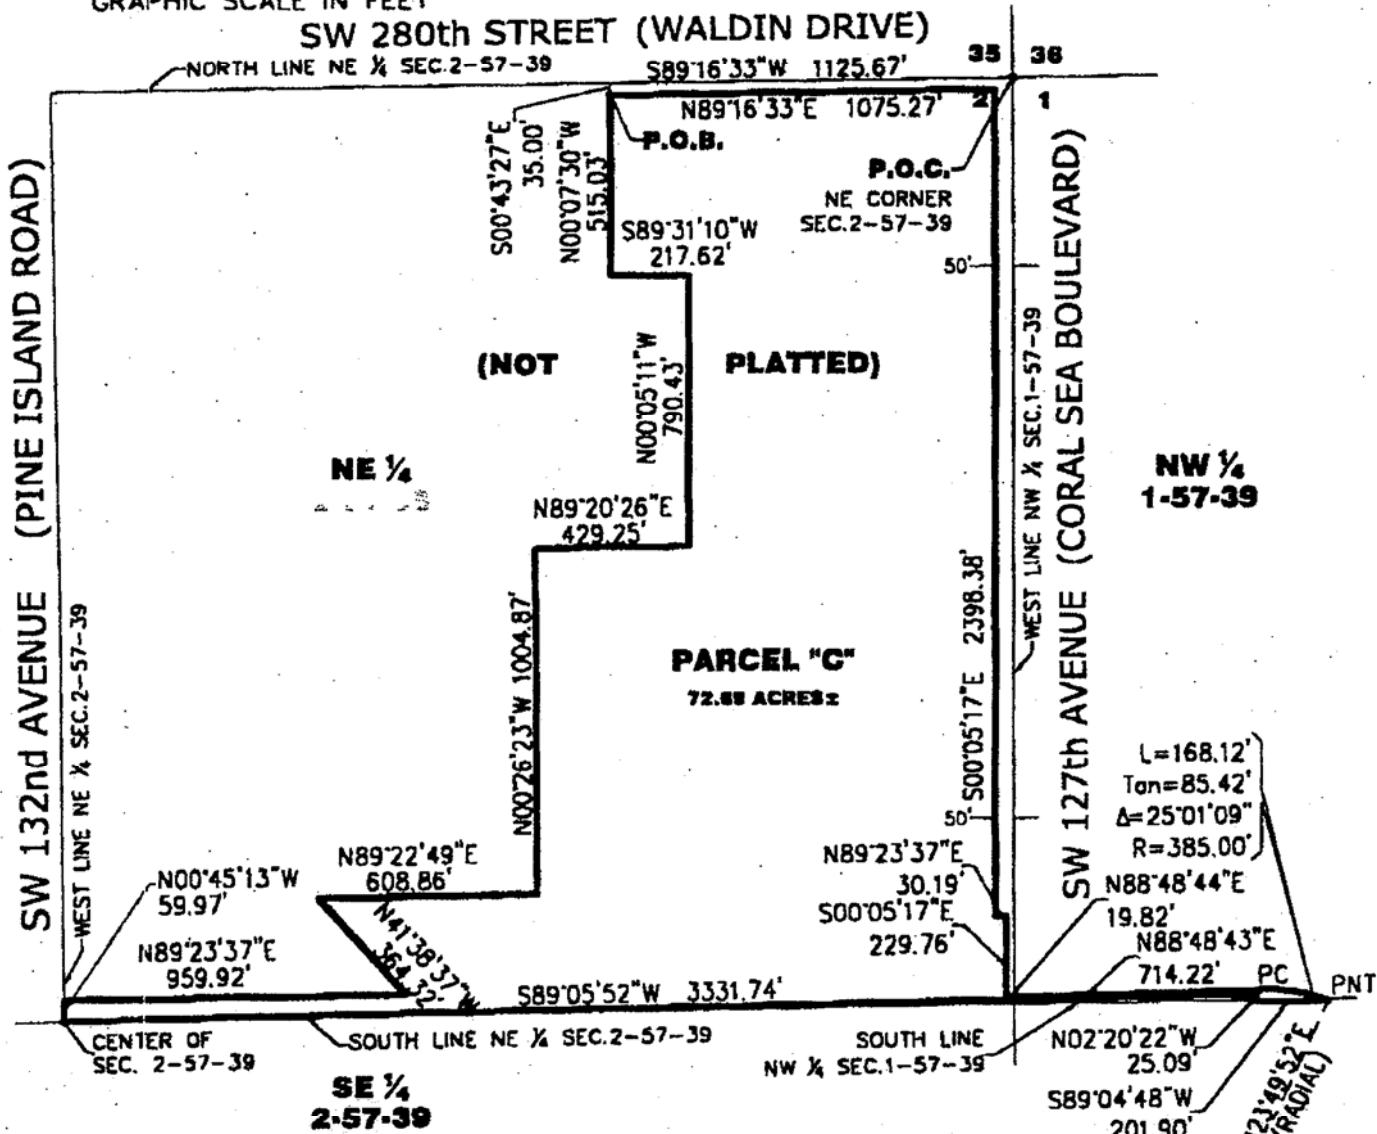 GRAPHIC SCALE IN FEET
SW 280th STREET (WALDIN DRIVE)
NORTH LINE NE ¼ SEC.2-57-39
S89°16'33"W 1125.67'
35 36
N89°16'33"E 1075.27'
2 1
P.O.B.
S00°43'27"E
35.00'
N00°07'30"W
515.03'
P.O.C.
NE CORNER
SEC.2-57-39
S89°31'10"W
217.62'
50'
SW 132nd AVENUE (PINE ISLAND ROAD)
(NOT PLATTED)
N00°05'11"W
790.43'
WEST LINE NW ¼ SEC.1-57-39
SW 127th AVENUE (CORAL SEA BOULEVARD)
NE ¼
NW ¼
1-57-39
N89°20'26"E
429.25'
S00°05'17"E 2398.38'
N00°26'23"W 1004.87'
WEST LINE NE ¼ SEC.2-57-39
PARCEL "C"
ACRES±
L=168.12'
Tan=85.42'
Δ=25°01'09"
R=385.00'
50'
N89°22'49"E
608.86'
N89°23'37"E
30.19'
N00°45'13"W
59.97'
N88°48'44"E
19.82'
S00°05'17"E
229.76'
N41°38'37"W
364.32'
N89°23'37"E
959.92'
N88°48'43"E
714.22'
PC
PNT
S89°05'52"W 3331.74'
CENTER OF
SEC. 2-57-39
SOUTH LINE NE ¼ SEC.2-57-39
SOUTH LINE
NW ¼ SEC.1-57-39
N02°20'22"W
25.09'
SE ¼
2-57-39
S89°04'48"W
201.90'
23°49'52"E
(RADIAL)